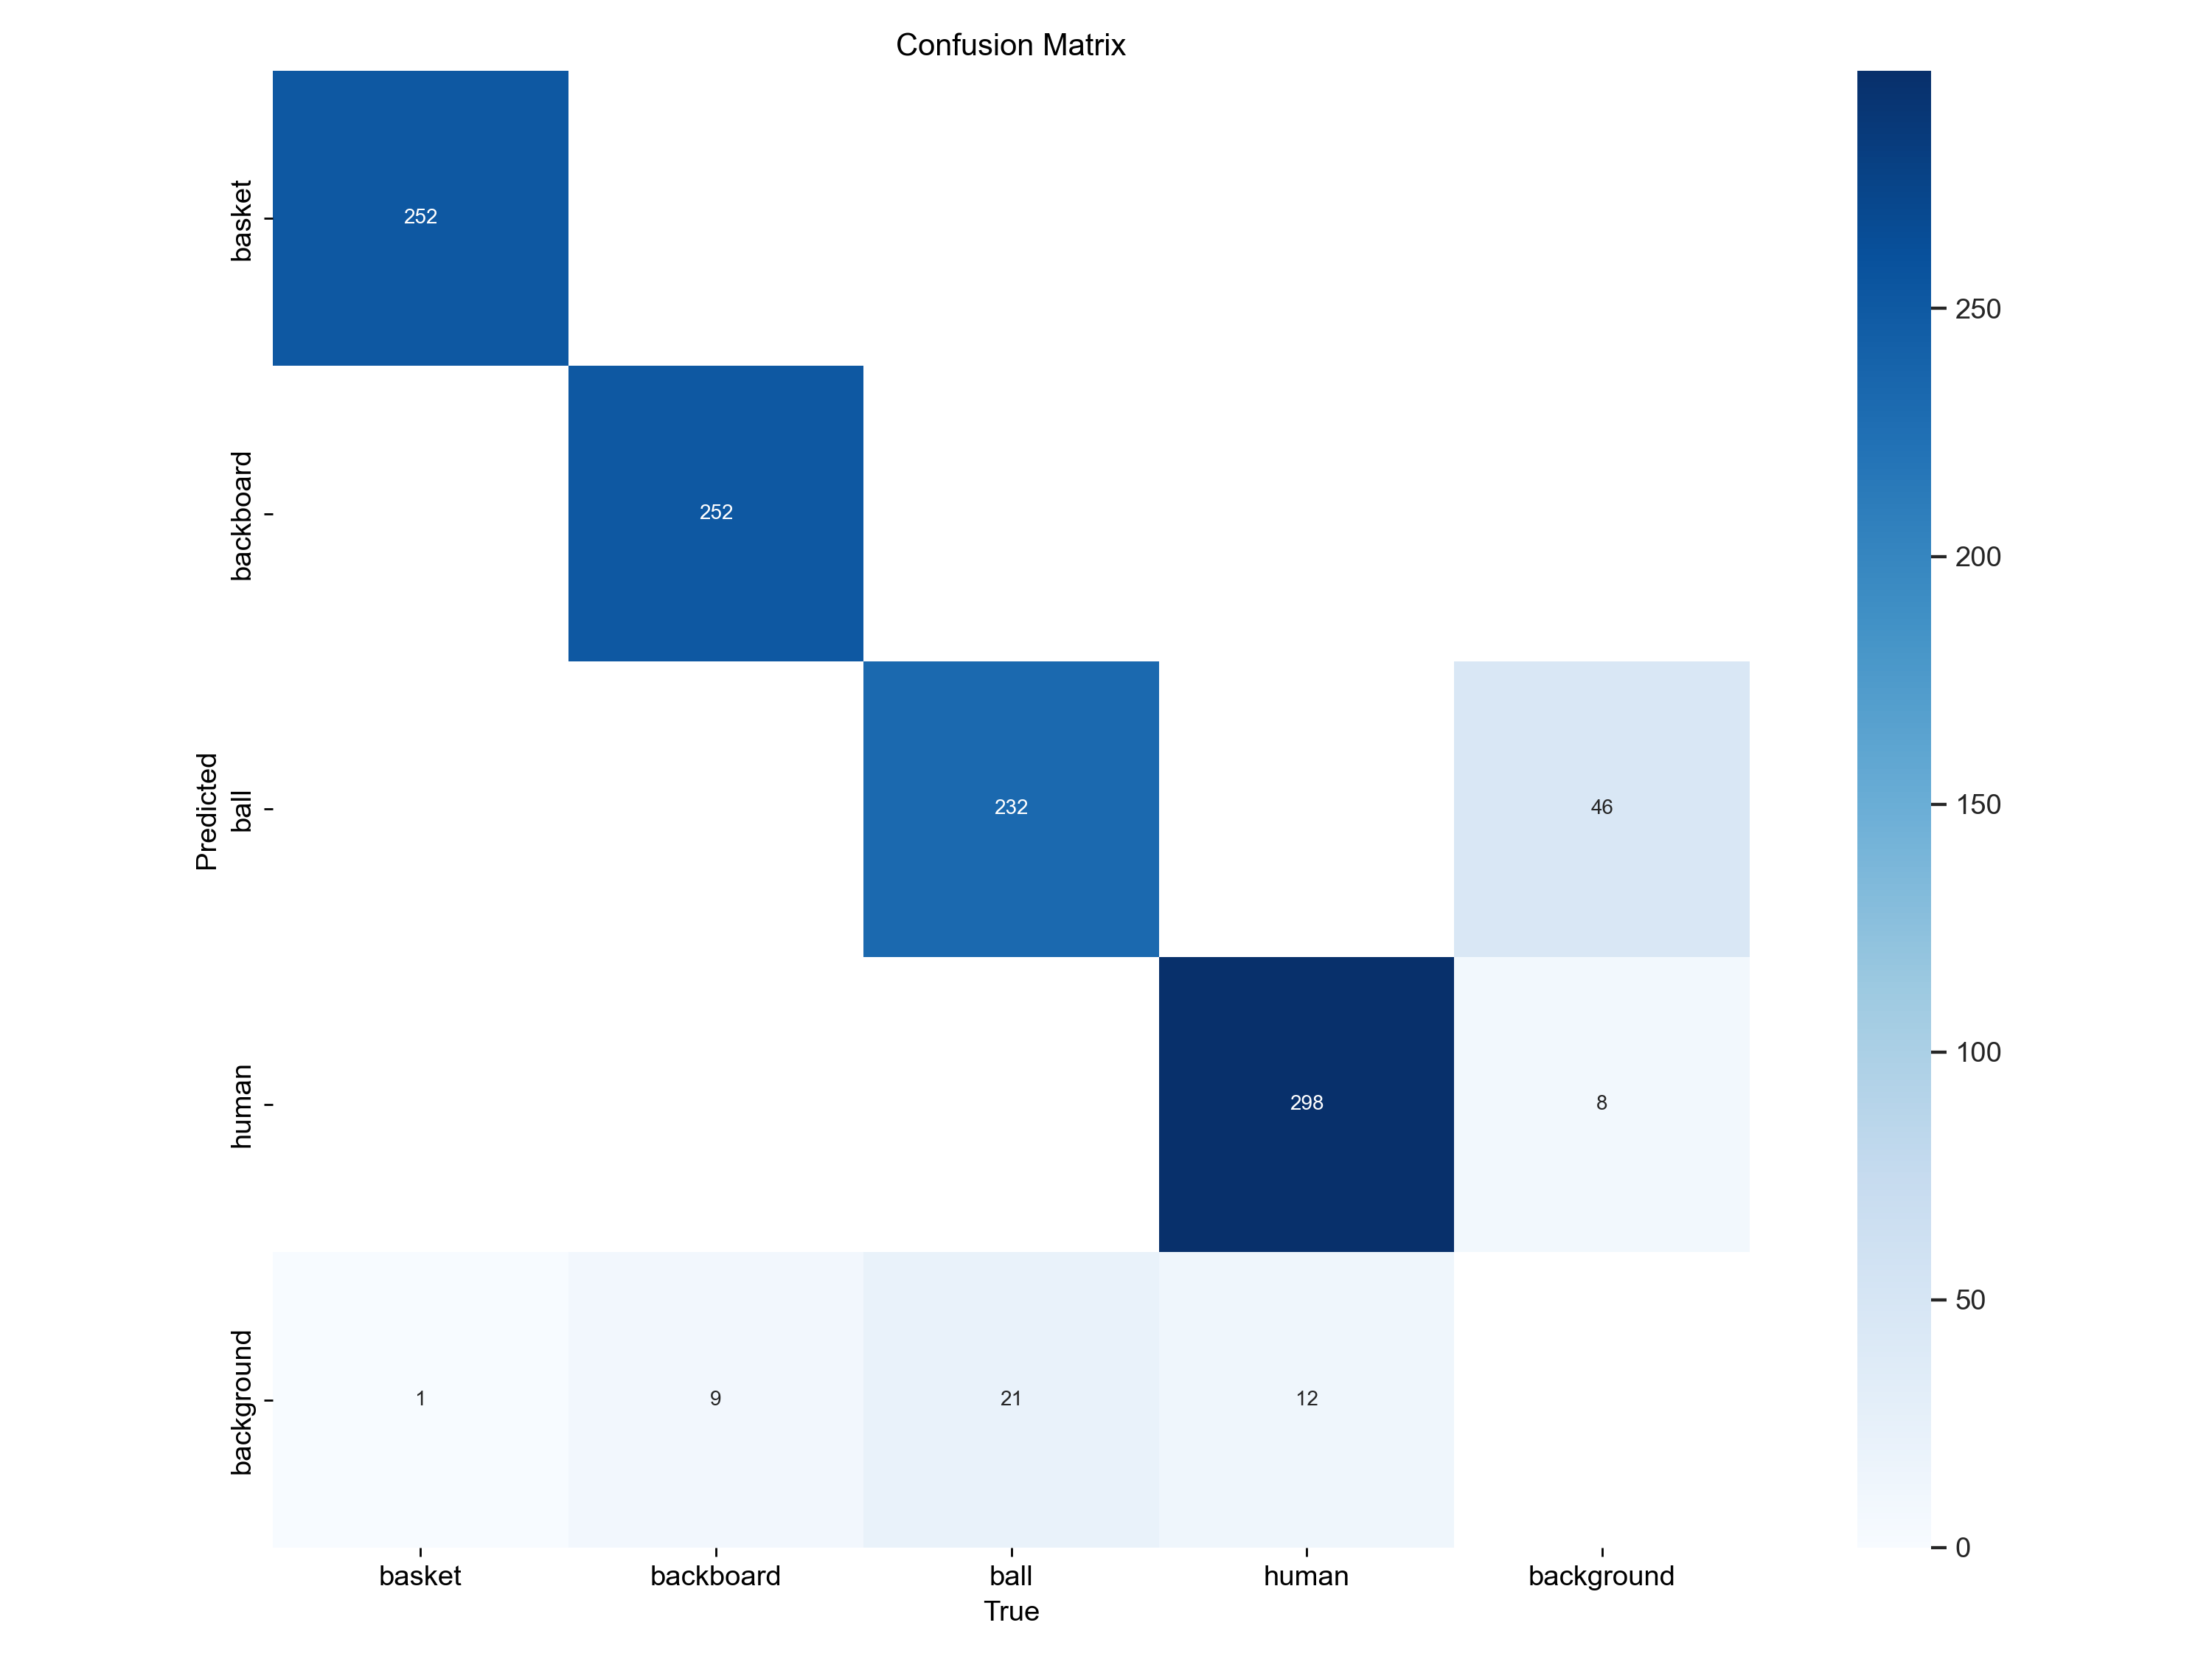 Confusion Matrix
Predicted
basket
252
backboard
252
ball
232
46
human
298
8
background
1
9
21
12
basket
backboard
ball
human
background
True
250
200
150
100
50
0